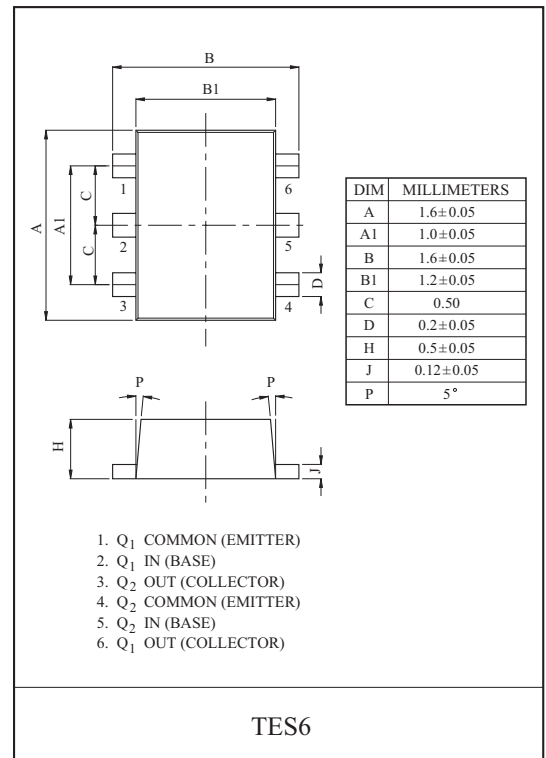 B
B1
A
A1
C
C
D
1
2
3
6
5
4
DIM MILLIMETERS
A 1.6±0.05
A1 1.0±0.05
B 1.6±0.05
B1 1.2±0.05
C 0.50
D 0.2±0.05
H 0.5±0.05
J 0.12±0.05
P 5°
P P
H
J
1. Q1 COMMON (EMITTER)
2. Q1 IN (BASE)
3. Q2 OUT (COLLECTOR)
4. Q2 COMMON (EMITTER)
5. Q2 IN (BASE)
6. Q1 OUT (COLLECTOR)
TES6